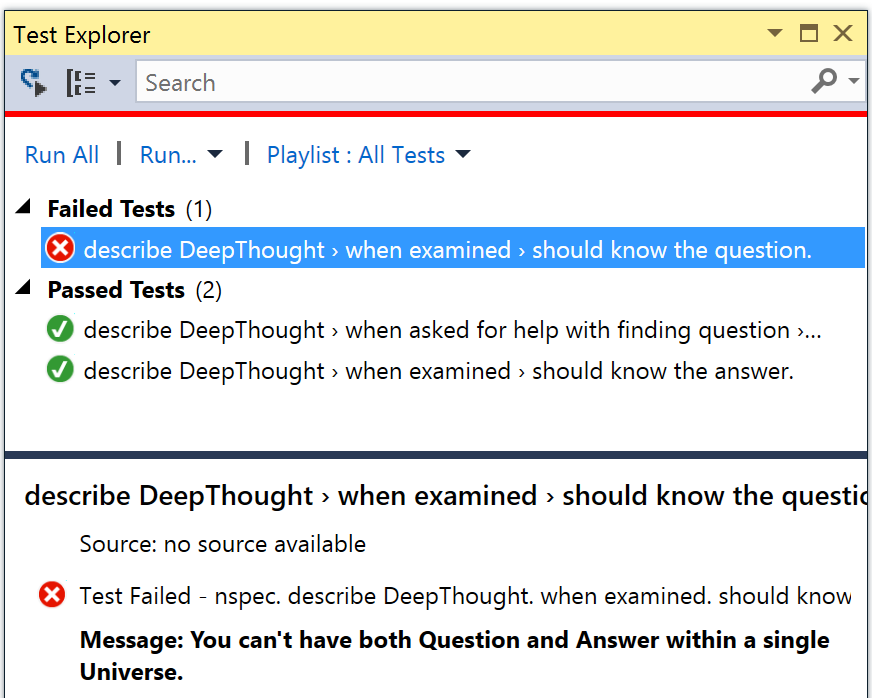 Test Explorer
Search
Run All | Run... | Playlist : All Tests
Failed Tests (1)
describe DeepThought › when examined › should know the question.
Passed Tests (2)
describe DeepThought › when asked for help with finding question ›...
describe DeepThought › when examined › should know the answer.
describe DeepThought › when examined › should know the questio
Source: no source available
Test Failed - nspec. describe DeepThought. when examined. should know
Message: You can't have both Question and Answer within a single
Universe.